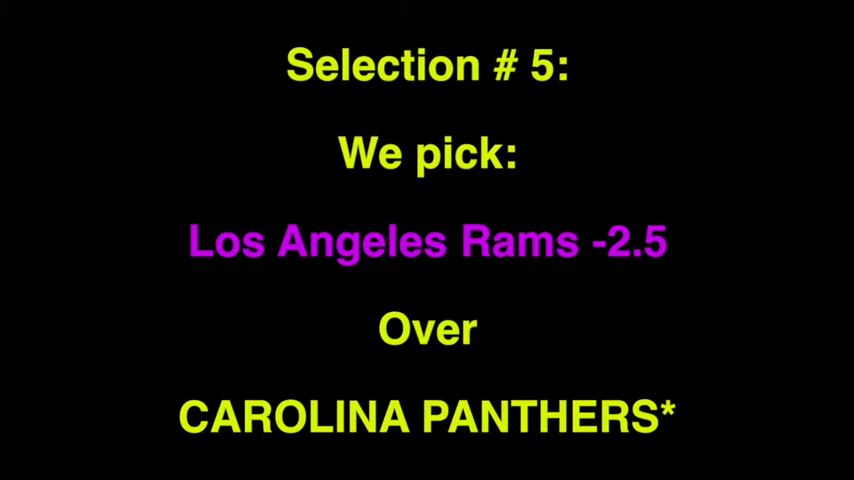 Selection # 5:
We pick:
Los Angeles Rams -2.5
Over
CAROLINA PANTHERS*